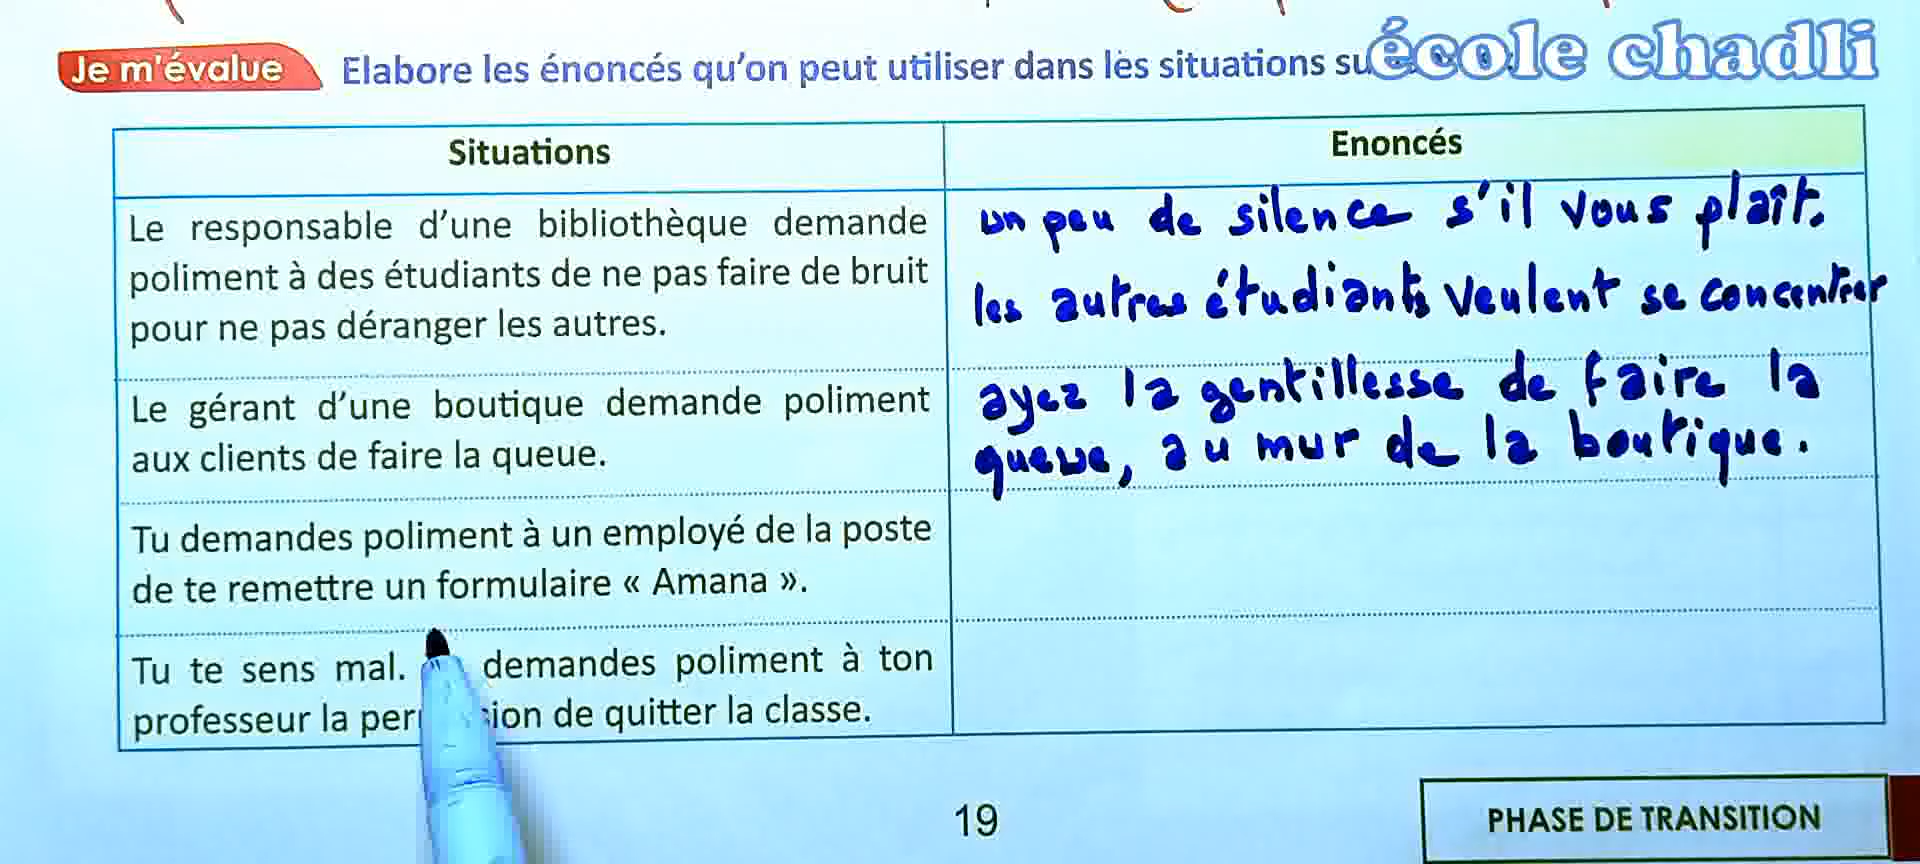 école chadli
Je m'évalue Elabore les énoncés qu'on peut utiliser dans les situations
Situations
Enoncés
Le responsable d'une bibliothèque demande
poliment à des étudiants de ne pas faire de bruit
pour ne pas déranger les autres.
un peu de silence s'il vous plaît.
les autres étudiants veulent se concentrer
Le gérant d'une boutique demande poliment
aux clients de faire la queue.
ayez la gentillesse de faire la
queue, au mur de la boutique.
Tu demandes poliment à un employé de la poste
de te remettre un formulaire « Amana ».
Tu te sens mal. demandes poliment à ton
professeur la de quitter la classe.
19
PHASE DE TRANSITION